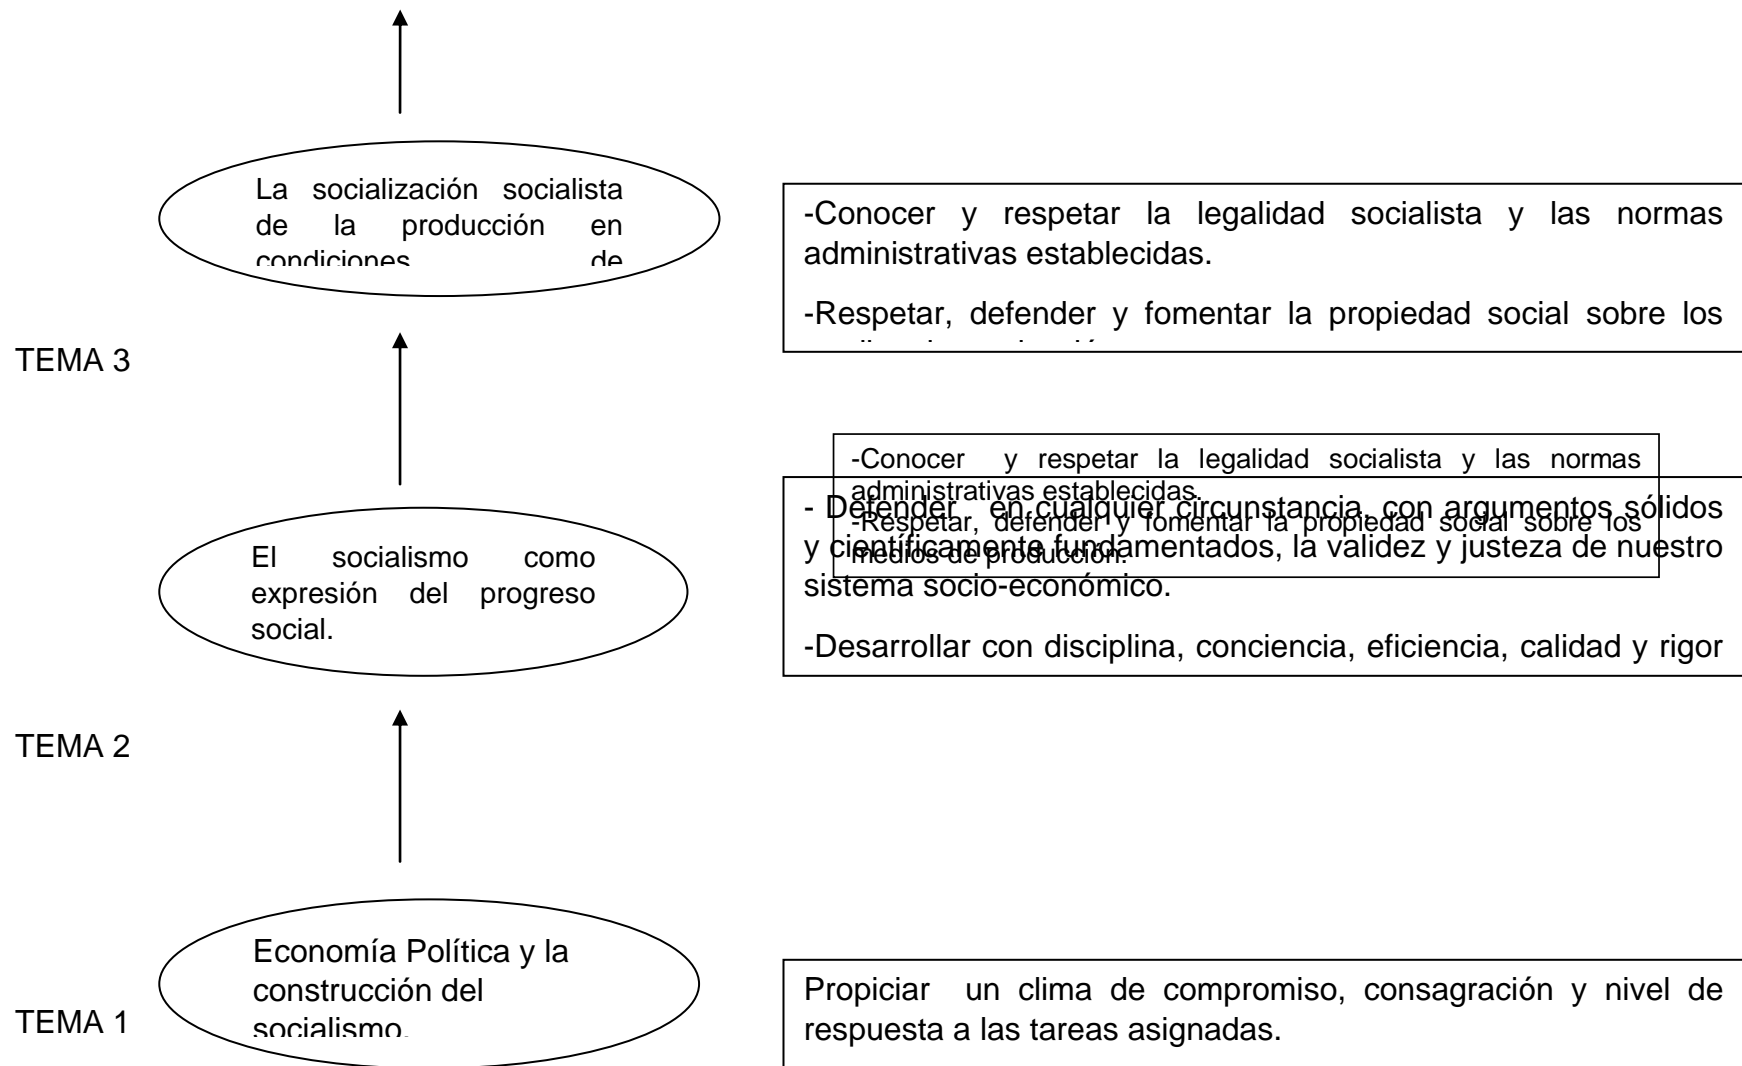 La socialización socialista
de la producción en
condiciones de
-Conocer y respetar la legalidad socialista y las normas
administrativas establecidas.
-Respetar, defender y fomentar la propiedad social sobre los
TEMA 3
-Conocer y respetar la legalidad socialista y las normas
administrativas establecidas.
-Respetar, defender y fomentar la propiedad social sobre los
medios de producción.
- Defender en cualquier circunstancia, con argumentos sólidos
y científicamente fundamentados, la validez y justeza de nuestro
sistema socio-económico.
-Desarrollar con disciplina, conciencia, eficiencia, calidad y rigor
El socialismo como
expresión del progreso
social.
TEMA 2
Economía Política y la
construcción del
socialismo.
TEMA 1
Propiciar un clima de compromiso, consagración y nivel de
respuesta a las tareas asignadas.